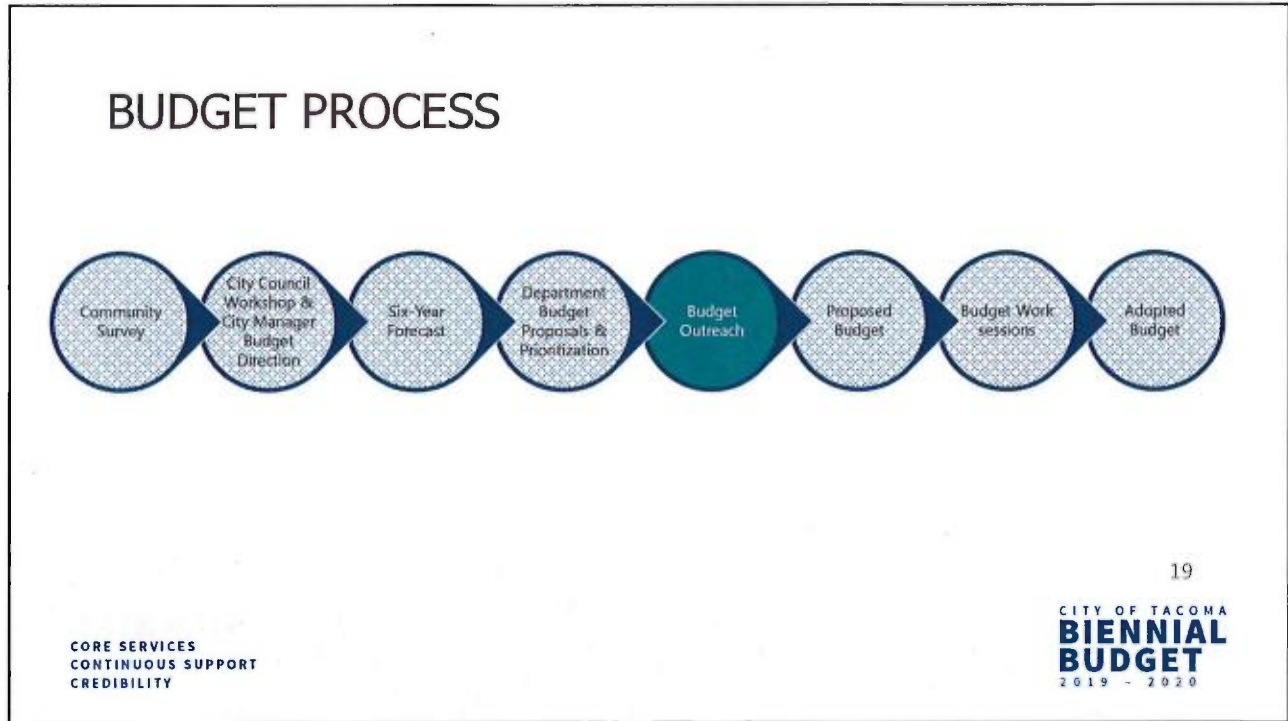 BUDGET PROCESS
Community
Survey
City Council
Workshop &
City Manager
Budget
Direction
Six-Year
Forecast
Department
Budget
Proposals &
Prioritization
Budget
Outreach
Proposed
Budget
Budget Work
sessions
Adopted
Budget
19
CORE SERVICES
CONTINUOUS SUPPORT
CREDIBILITY
CITY OF TACOMA
BIENNIAL
BUDGET
2019 - 2020